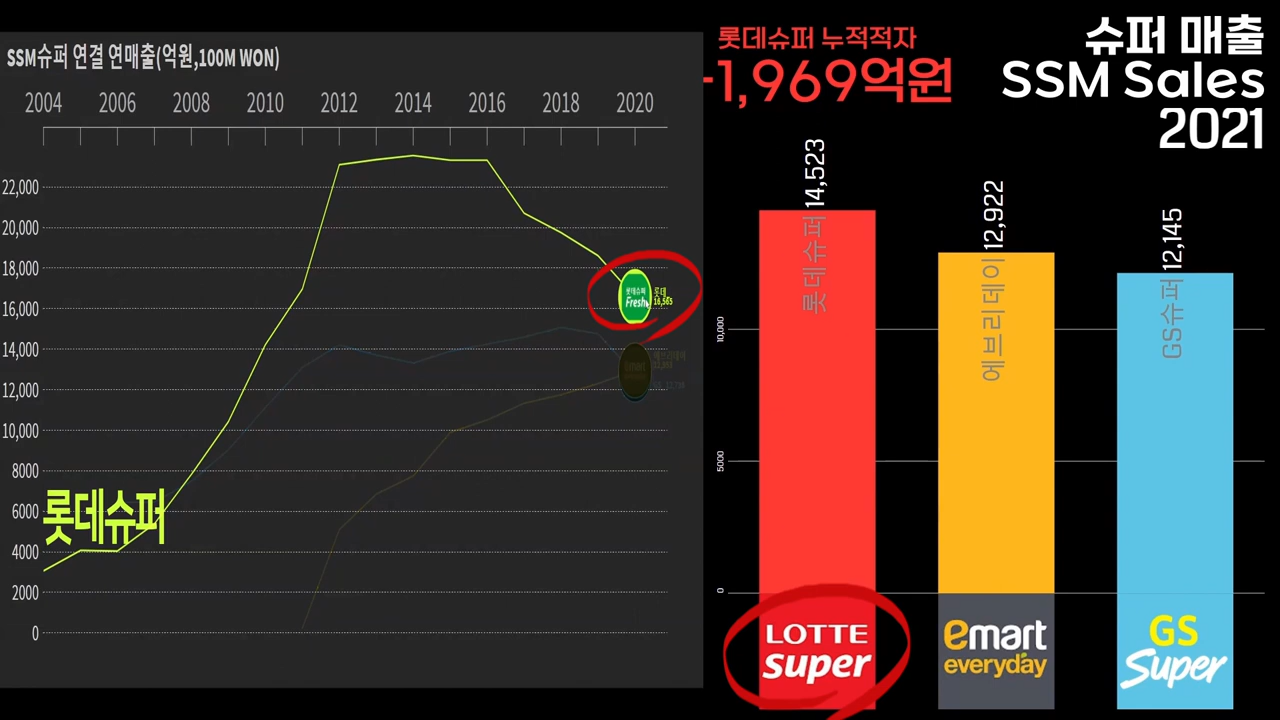 SSM슈퍼 연결 연매출(억원,100M WON)
2004 2006 2008 2010 2012 2014 2016 2018 2020
22,000
20,000
18,000
16,000
14,000
12,000
10,000
8000
6000
4000
2000
0
롯데슈퍼
롯데슈퍼
Fresh
롯데
16,565
롯데슈퍼 누적적자
-1,969억원
슈퍼 매출
SSM Sales
2021
10,000
5000
0
롯데슈퍼 14,523
에브리데이 12,922
GS슈퍼 12,145
LOTTE
super
emart
everyday
GS
Super